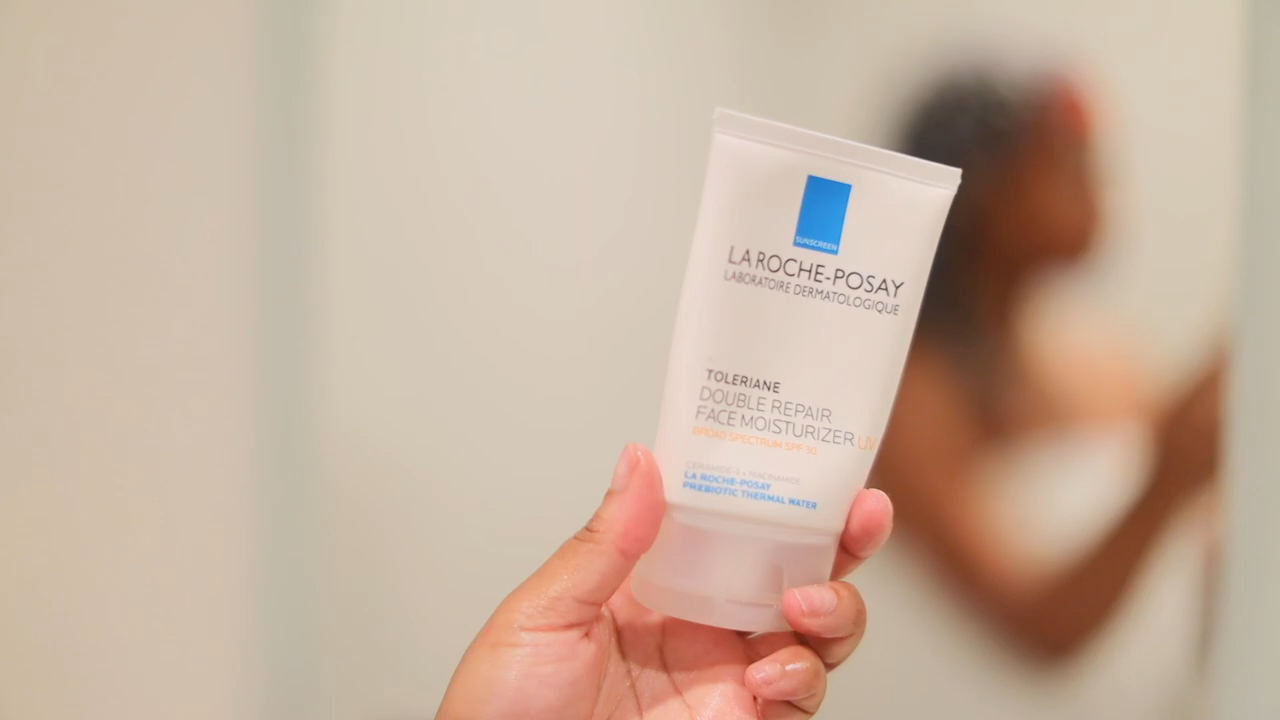 SUNSCREEN
LA ROCHE-POSAY
LABORATOIRE DERMATOLOGIQUE
TOLERIANE
DOUBLE REPAIR
FACE MOISTURIZER UV
BROAD SPECTRUM SPF 30
CERAMIDE-3 • NIACINAMIDE
LA ROCHE-POSAY
PREBIOTIC THERMAL WATER